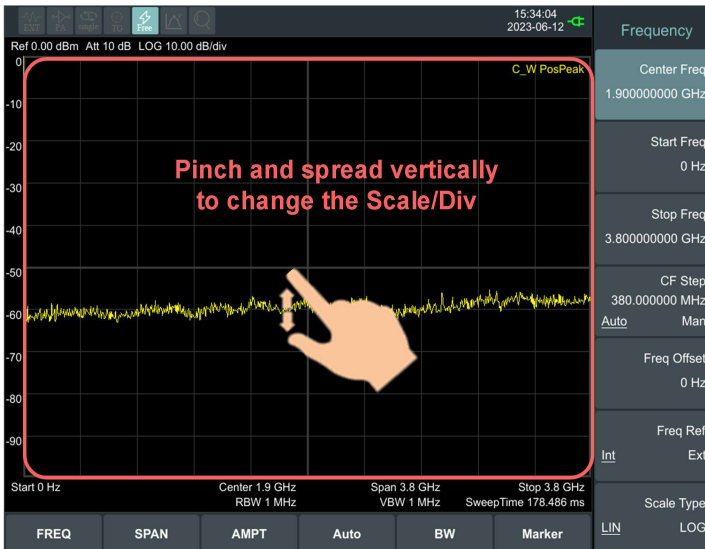 EXT
PA
single
TG
Free
15:34:04
2023-06-12
Ref 0.00 dBm Att 10 dB LOG 10.00 dB/div
C_W PosPeak
0
-10
-20
-30
-40
-50
-60
-70
-80
-90
Pinch and spread vertically
to change the Scale/Div
Start 0 Hz Center 1.9 GHz Span 3.8 GHz Stop 3.8 GHz
RBW 1 MHz VBW 1 MHz SweepTime 178.486 ms
FREQ SPAN AMPT Auto BW Marker
Frequency
Center Freq
1.900000000 GHz
Start Freq
0 Hz
Stop Freq
3.800000000 GHz
CF Step
380.000000 MHz
Auto Man
Freq Offset
0 Hz
Freq Ref
Int Ext
Scale Type
LIN LOG